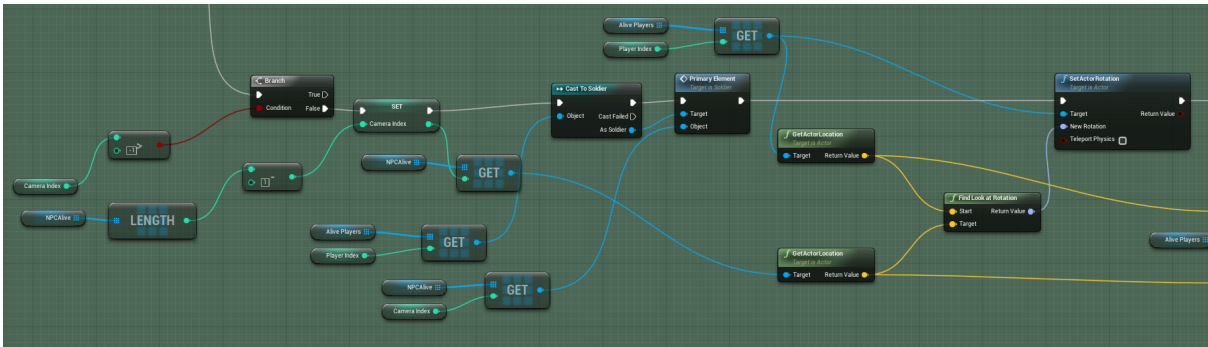 Alive Players
GET
Player Index
Branch
True
Condition
False
SET
Camera Index
Cast To Soldier
Object
Cast Failed
As Soldier
Primary Element
Target is Soldier
Target
Object
SetActorRotation
Target is Actor
Target
Return Value
New Rotation
Teleport Physics
-1
>
Camera Index
NPCAlive
LENGTH
1
-
NPCAlive
GET
GetActorLocation
Target is Actor
Target
Return Value
Find Look at Rotation
Start
Return Value
Target
Alive Players
GET
Player Index
NPCAlive
GET
Camera Index
GetActorLocation
Target is Actor
Target
Return Value
Alive Players